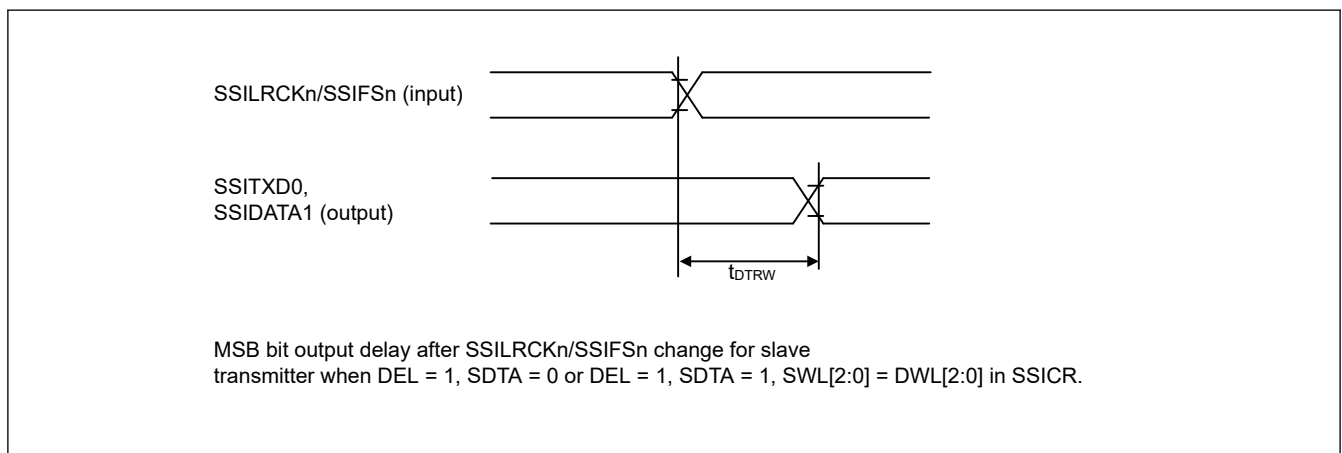 SSILRCKn/SSIFSn (input)
SSITXD0,
SSIDATA1 (output)
tDTRW
MSB bit output delay after SSILRCKn/SSIFSn change for slave
transmitter when DEL = 1, SDTA = 0 or DEL = 1, SDTA = 1, SWL[2:0] = DWL[2:0] in SSICR.